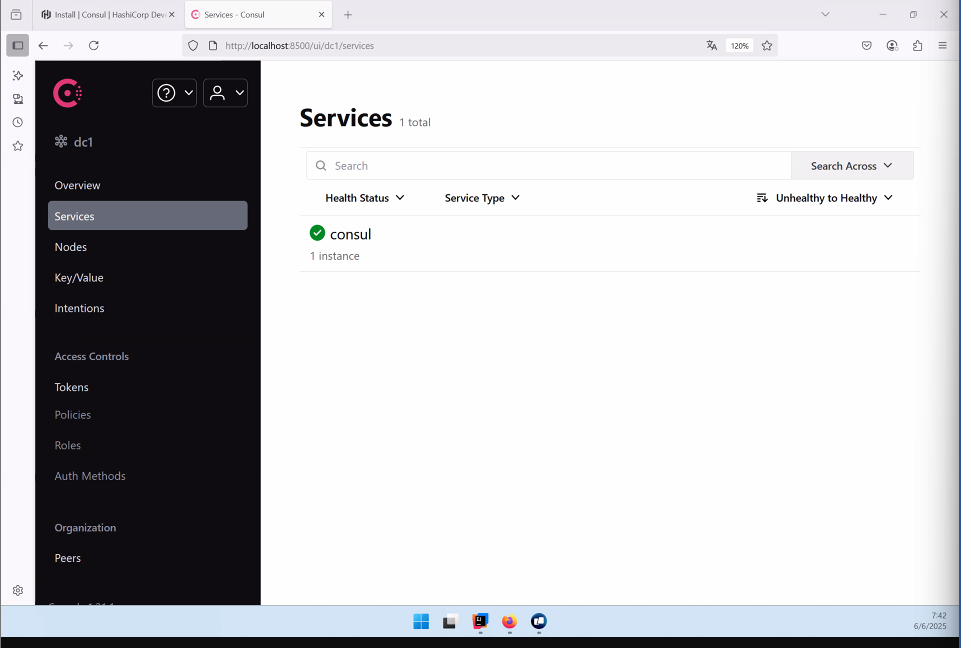 Install | Consul | HashiCorp Dev
Services - Consul
http://localhost:8500/ui/dc1/services
120%
dc1
Overview
Services
Nodes
Key/Value
Intentions
Access Controls
Tokens
Policies
Roles
Auth Methods
Organization
Peers
Services 1 total
Search
Search Across
Health Status
Service Type
Unhealthy to Healthy
consul
1 instance
7:42
6/6/2025